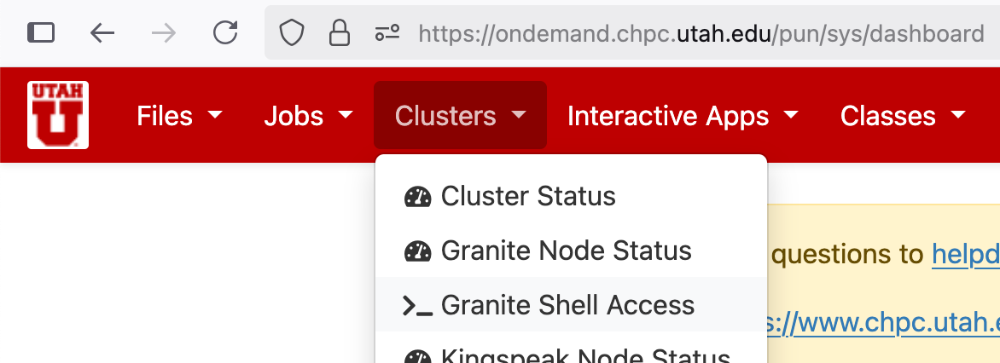 https://ondemand.chpc.utah.edu/pun/sys/dashboard
UTAH
U
Files Jobs Clusters Interactive Apps Classes
Cluster Status
Granite Node Status
questions to helpd
Granite Shell Access
s://www.chpc.utah.e
Kingspeak Node Status